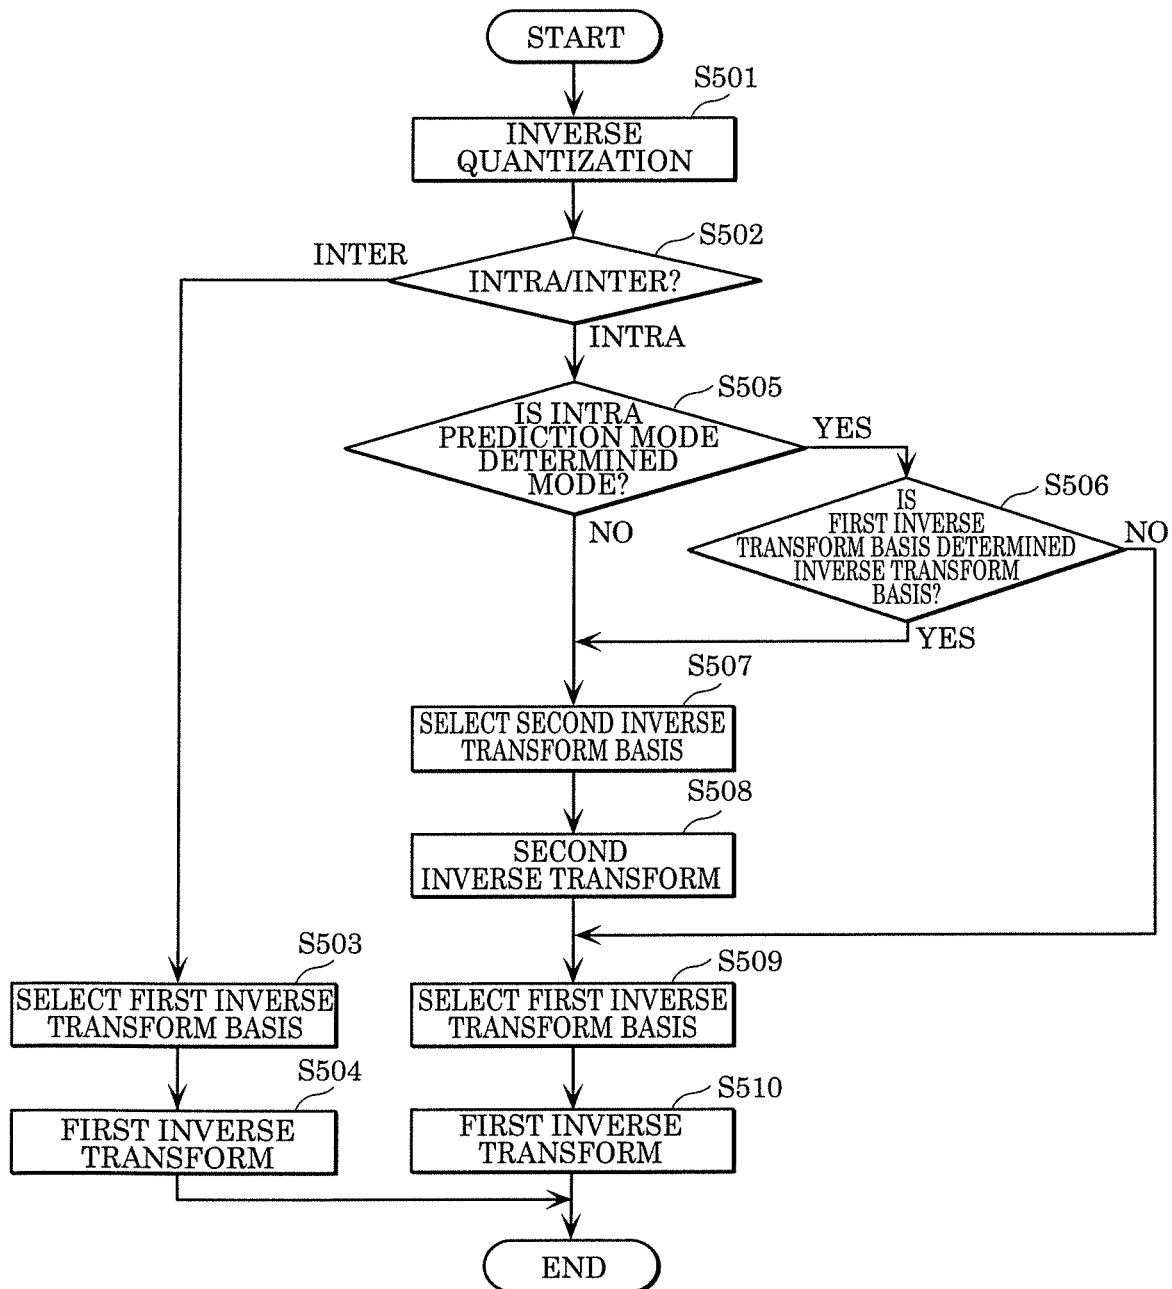 START
S501
INVERSE
QUANTIZATION
S502
INTER
INTRA/INTER?
INTRA
S505
IS INTRA
PREDICTION MODE
DETERMINED
MODE?
YES
NO
S506
IS
FIRST INVERSE
TRANSFORM BASIS DETERMINED
INVERSE TRANSFORM
BASIS?
NO
YES
S507
SELECT SECOND INVERSE
TRANSFORM BASIS
S508
SECOND
INVERSE TRANSFORM
S503
SELECT FIRST INVERSE
TRANSFORM BASIS
S509
SELECT FIRST INVERSE
TRANSFORM BASIS
S504
FIRST INVERSE
TRANSFORM
S510
FIRST INVERSE
TRANSFORM
END